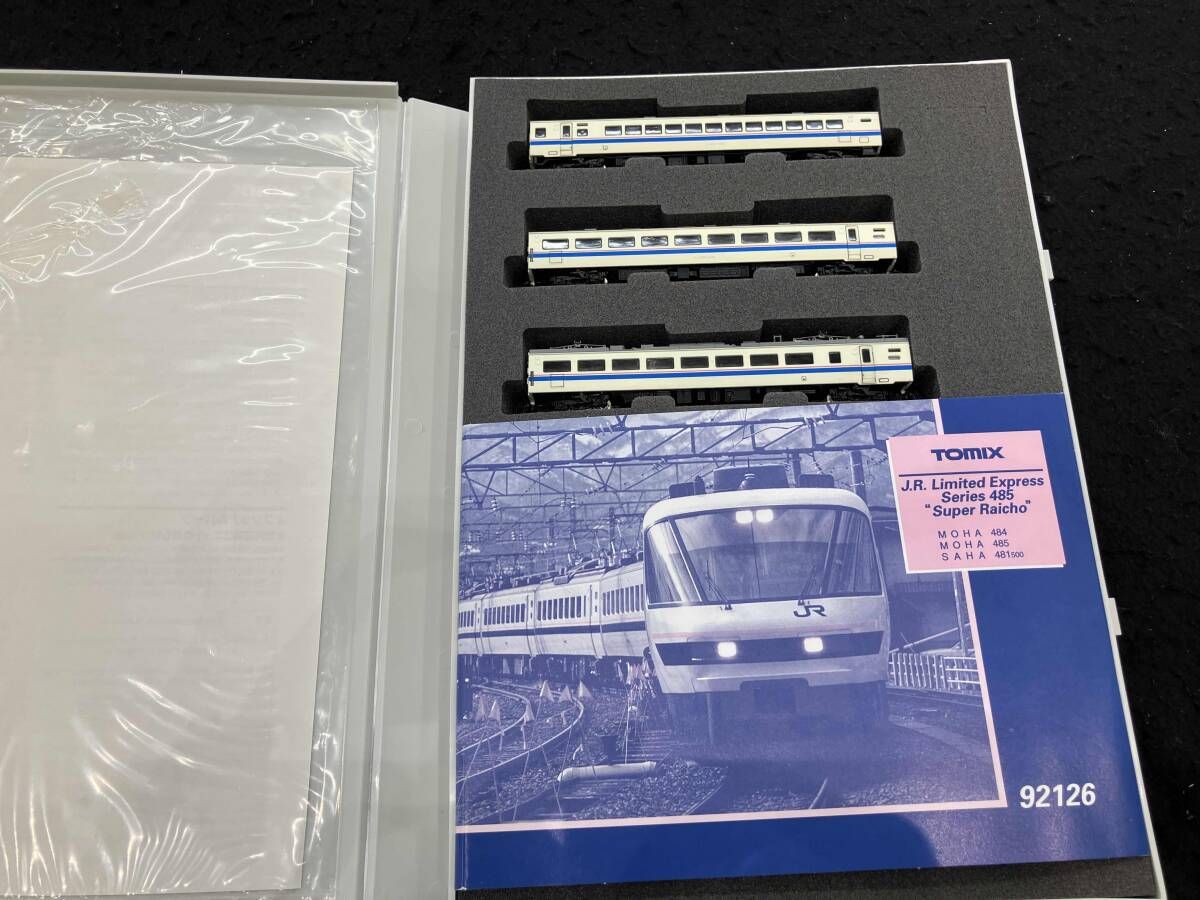 TOMIX
J.R. Limited Express
Series 485
"Super Raicho"
MOHA 484
MOHA 485
SAHA 481500
JR
92126